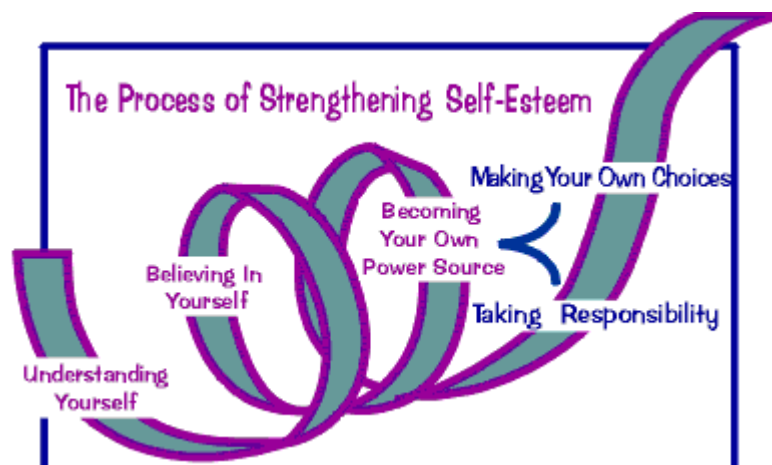 The Process of Strengthening Self-Esteem
Making Your Own Choices
Becoming
Your Own
Power Source
Believing In
Yourself
Taking Responsibility
Understanding
Yourself